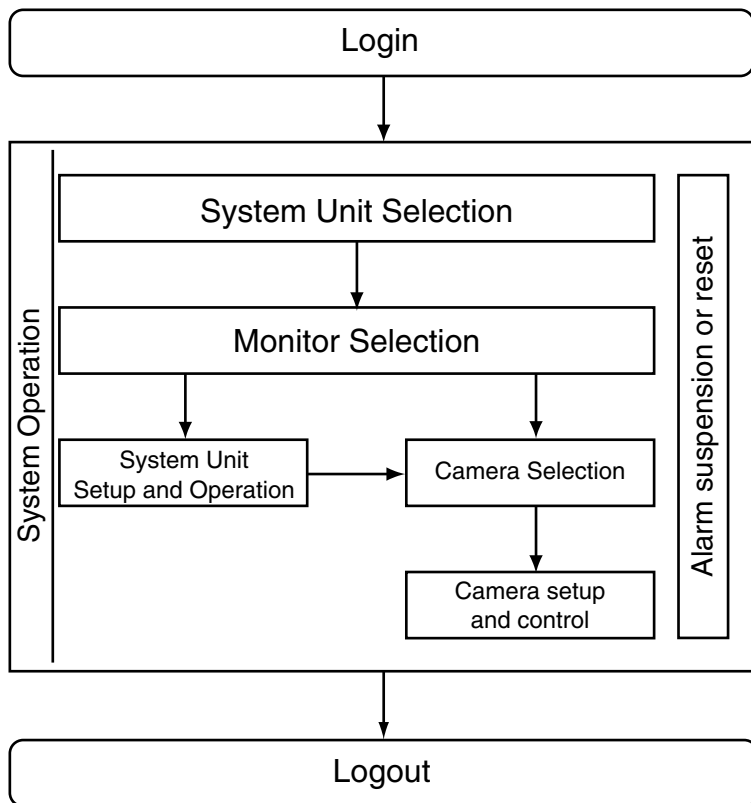 Login
System Operation
System Unit Selection
Monitor Selection
System Unit
Setup and Operation
Camera Selection
Camera setup
and control
Alarm suspension or reset
Logout